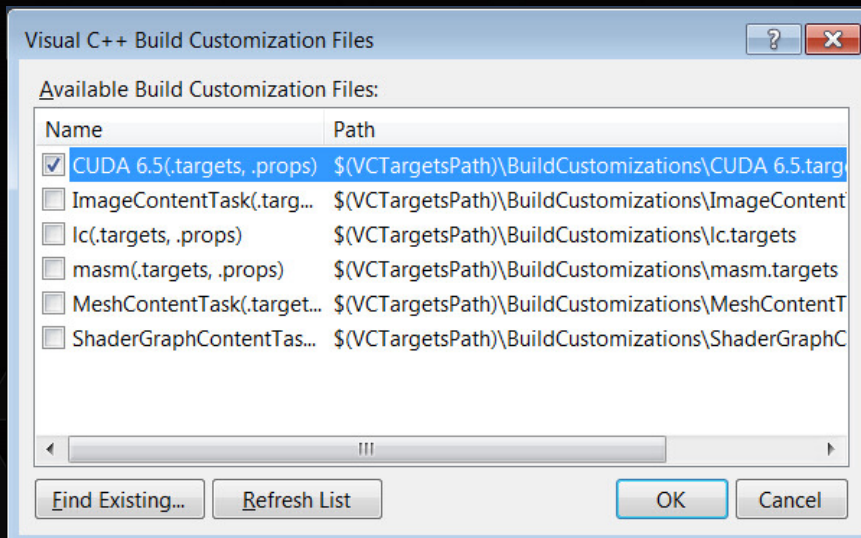 Visual C++ Build Customization Files
Available Build Customization Files:
Name Path
CUDA 6.5(.targets, .props) $(VCTargetsPath)\BuildCustomizations\CUDA 6.5.targe
ImageContentTask(.targ... $(VCTargetsPath)\BuildCustomizations\ImageContent
lc(.targets, .props) $(VCTargetsPath)\BuildCustomizations\lc.targets
masm(.targets, .props) $(VCTargetsPath)\BuildCustomizations\masm.targets
MeshContentTask(.target... $(VCTargetsPath)\BuildCustomizations\MeshContentT
ShaderGraphContentTas... $(VCTargetsPath)\BuildCustomizations\ShaderGraphC
Find Existing... Refresh List OK Cancel